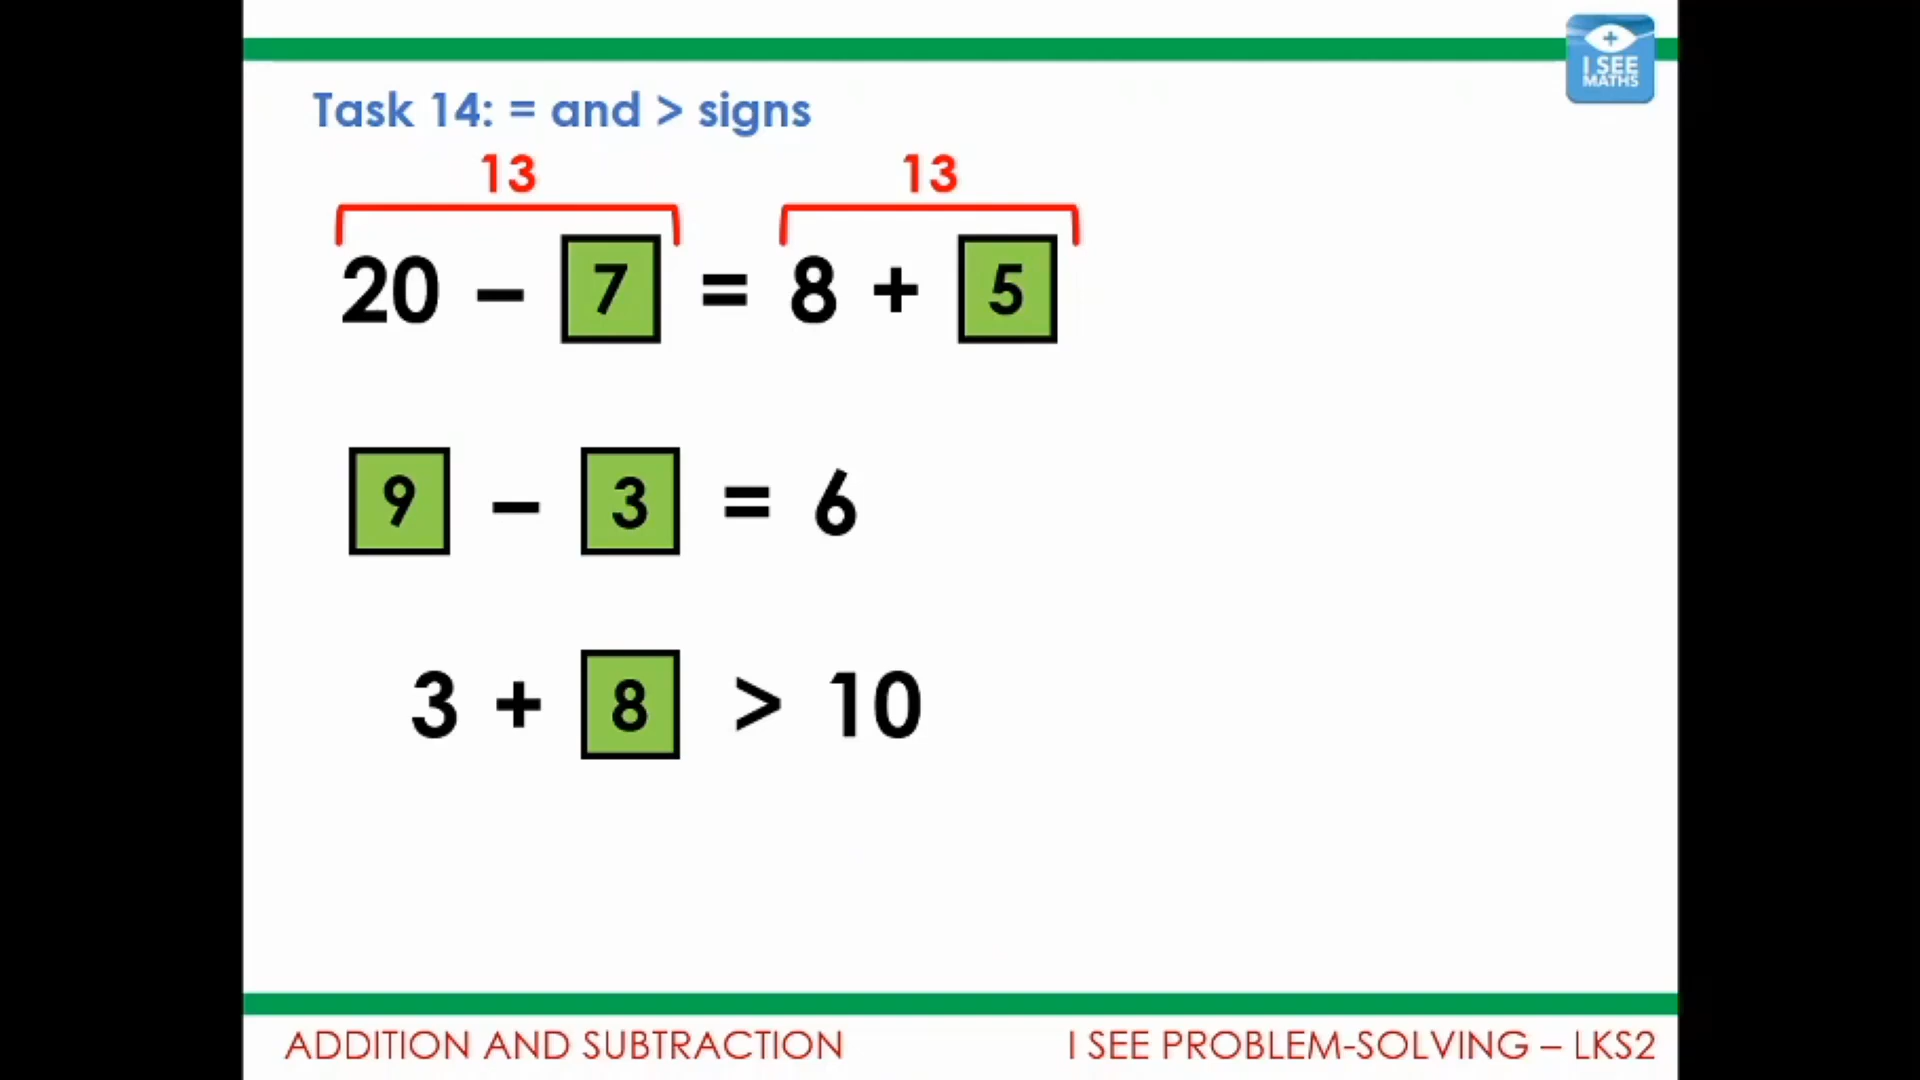 I SEE
MATHS
Task 14: = and > signs
13 13
20 – 7 = 8 + 5
9 – 3 = 6
3 + 8 > 10
ADDITION AND SUBTRACTION I SEE PROBLEM-SOLVING – LKS2